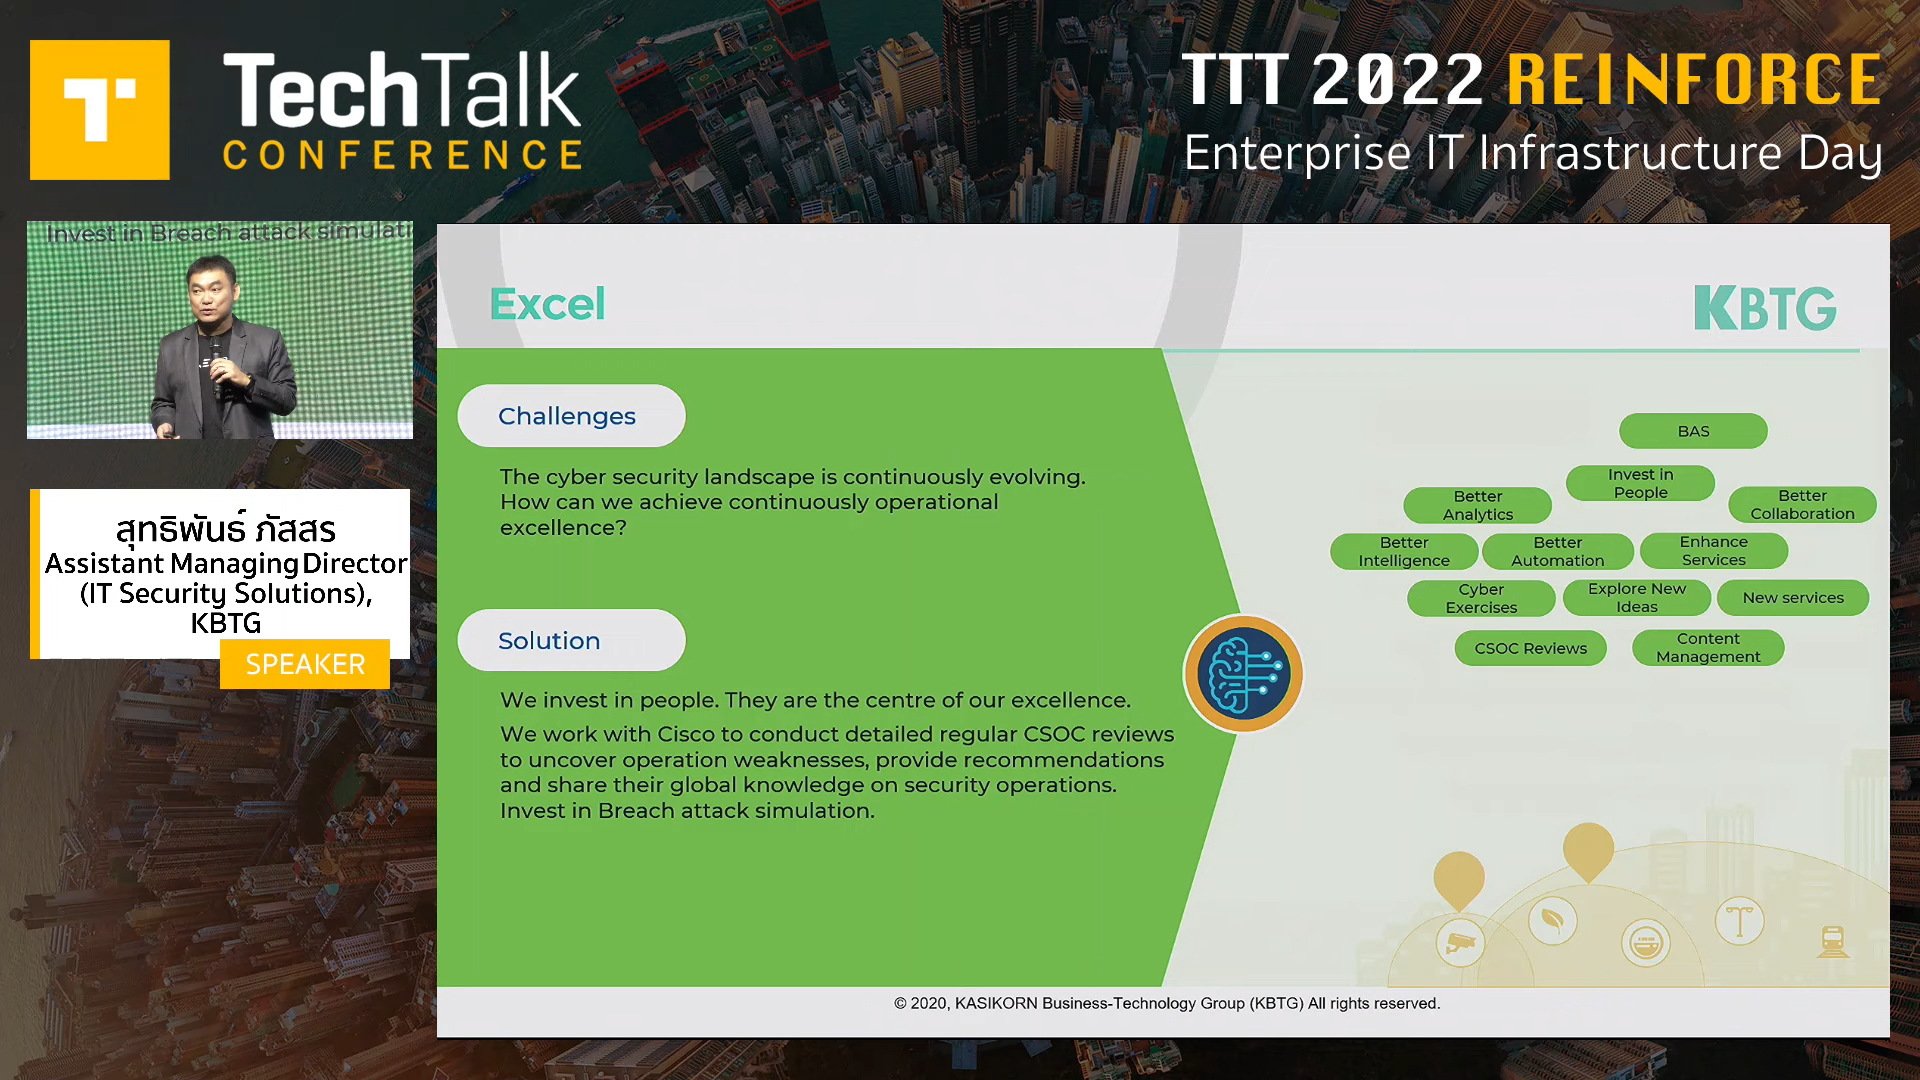 TechTalk
CONFERENCE
TTT 2022 REINFORCE
Enterprise IT Infrastructure Day
Invest in Breach attack simulati
สุทธิพันธ์ ภัสสร
Assistant Managing Director
(IT Security Solutions),
KBTG
SPEAKER
Excel
KBTG
Challenges
The cyber security landscape is continuously evolving.
How can we achieve continuously operational
excellence?
Solution
We invest in people. They are the centre of our excellence.
We work with Cisco to conduct detailed regular CSOC reviews
to uncover operation weaknesses, provide recommendations
and share their global knowledge on security operations.
Invest in Breach attack simulation.
BAS
Invest in
People
Better
Analytics
Better
Collaboration
Better
Intelligence
Better
Automation
Enhance
Services
Cyber
Exercises
Explore New
Ideas
New services
CSOC Reviews
Content
Management
© 2020, KASIKORN Business-Technology Group (KBTG) All rights reserved.